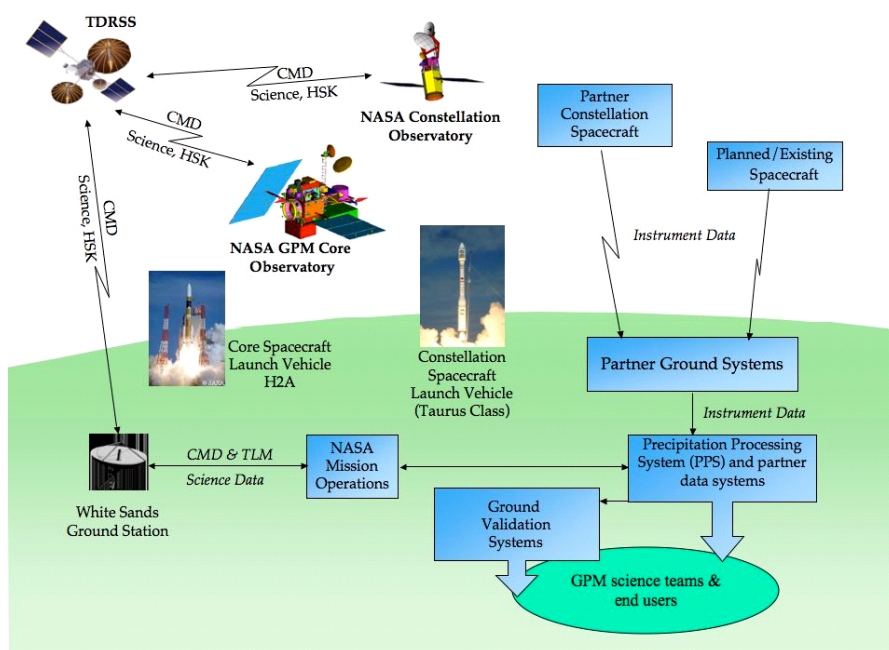 TDRSS
CMD
Science, HSK
NASA Constellation
Observatory
CMD
Science, HSK
NASA GPM Core
Observatory
CMD
Science, HSK
Partner
Constellation
Spacecraft
Planned/Existing
Spacecraft
Instrument Data
Core Spacecraft
Launch Vehicle
H2A
Constellation
Spacecraft
Launch Vehicle
(Taurus Class)
Partner Ground Systems
Instrument Data
CMD & TLM
Science Data
NASA
Mission
Operations
Precipitation Processing
System (PPS) and partner
data systems
White Sands
Ground Station
Ground
Validation
Systems
GPM science teams &
end users